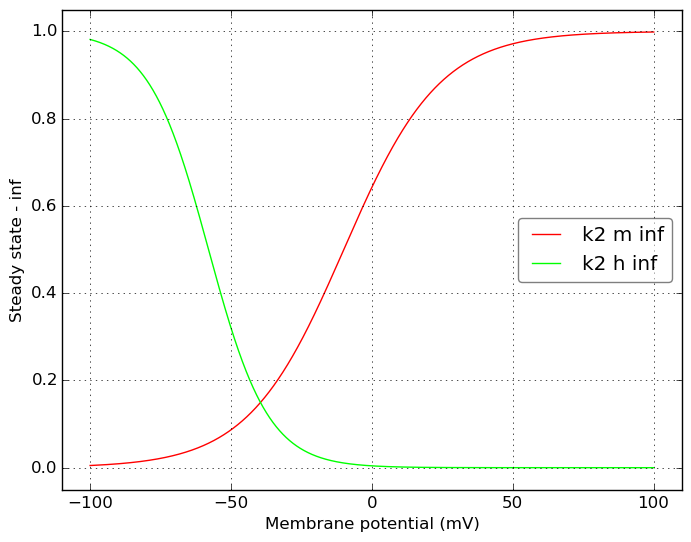 1.0
0.8
0.6
0.4
0.2
0.0
Steady state - inf
k2 m inf
k2 h inf
−100
−50
0
50
100
Membrane potential (mV)